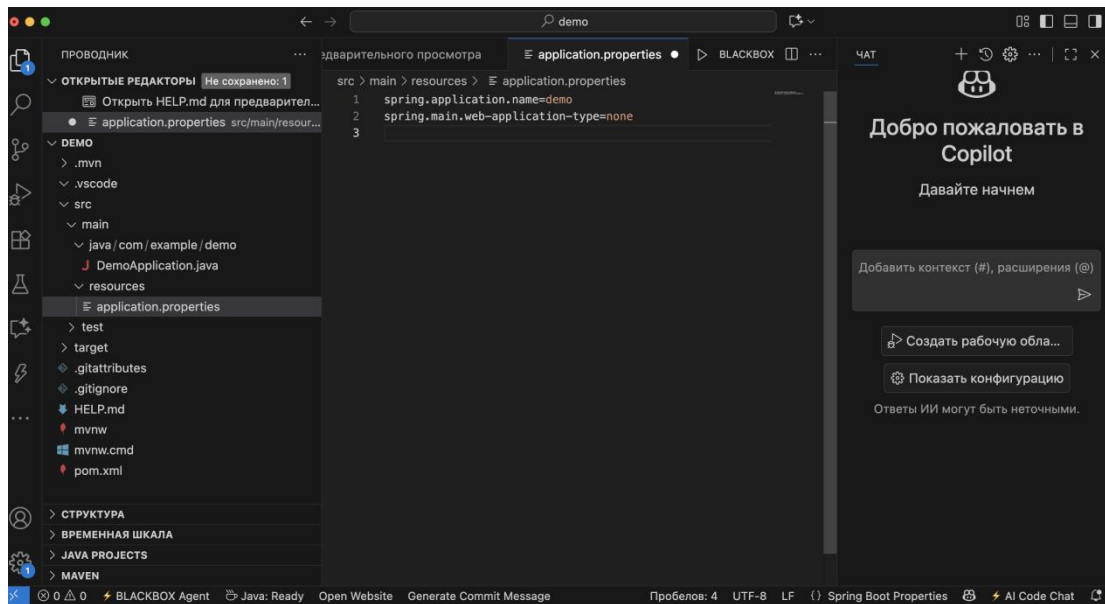 demo
ПРОВОДНИК
ОТКРЫТЫЕ РЕДАКТОРЫ Не сохранено: 1
Открыть HELP.md для предварител...
application.properties src/main/resour...
DEMO
.mvn
.vscode
src
main
java/com/example/demo
DemoApplication.java
resources
application.properties
test
target
.gitattributes
.gitignore
HELP.md
mvnw
mvnw.cmd
pom.xml
СТРУКТУРА
ВРЕМЕННАЯ ШКАЛА
JAVA PROJECTS
MAVEN
едварительного просмотра
application.properties
BLACKBOX
src > main > resources > application.properties
1 spring.application.name=demo
2 spring.main.web-application-type=none
3
ЧАТ
Добро пожаловать в
Copilot
Давайте начнем
Добавить контекст (#), расширения (@)
Создать рабочую обла...
Показать конфигурацию
Ответы ИИ могут быть неточными.
1
1
0 0 BLACKBOX Agent Java: Ready Open Website Generate Commit Message Пробелов: 4 UTF-8 LF {} Spring Boot Properties AI Code Chat